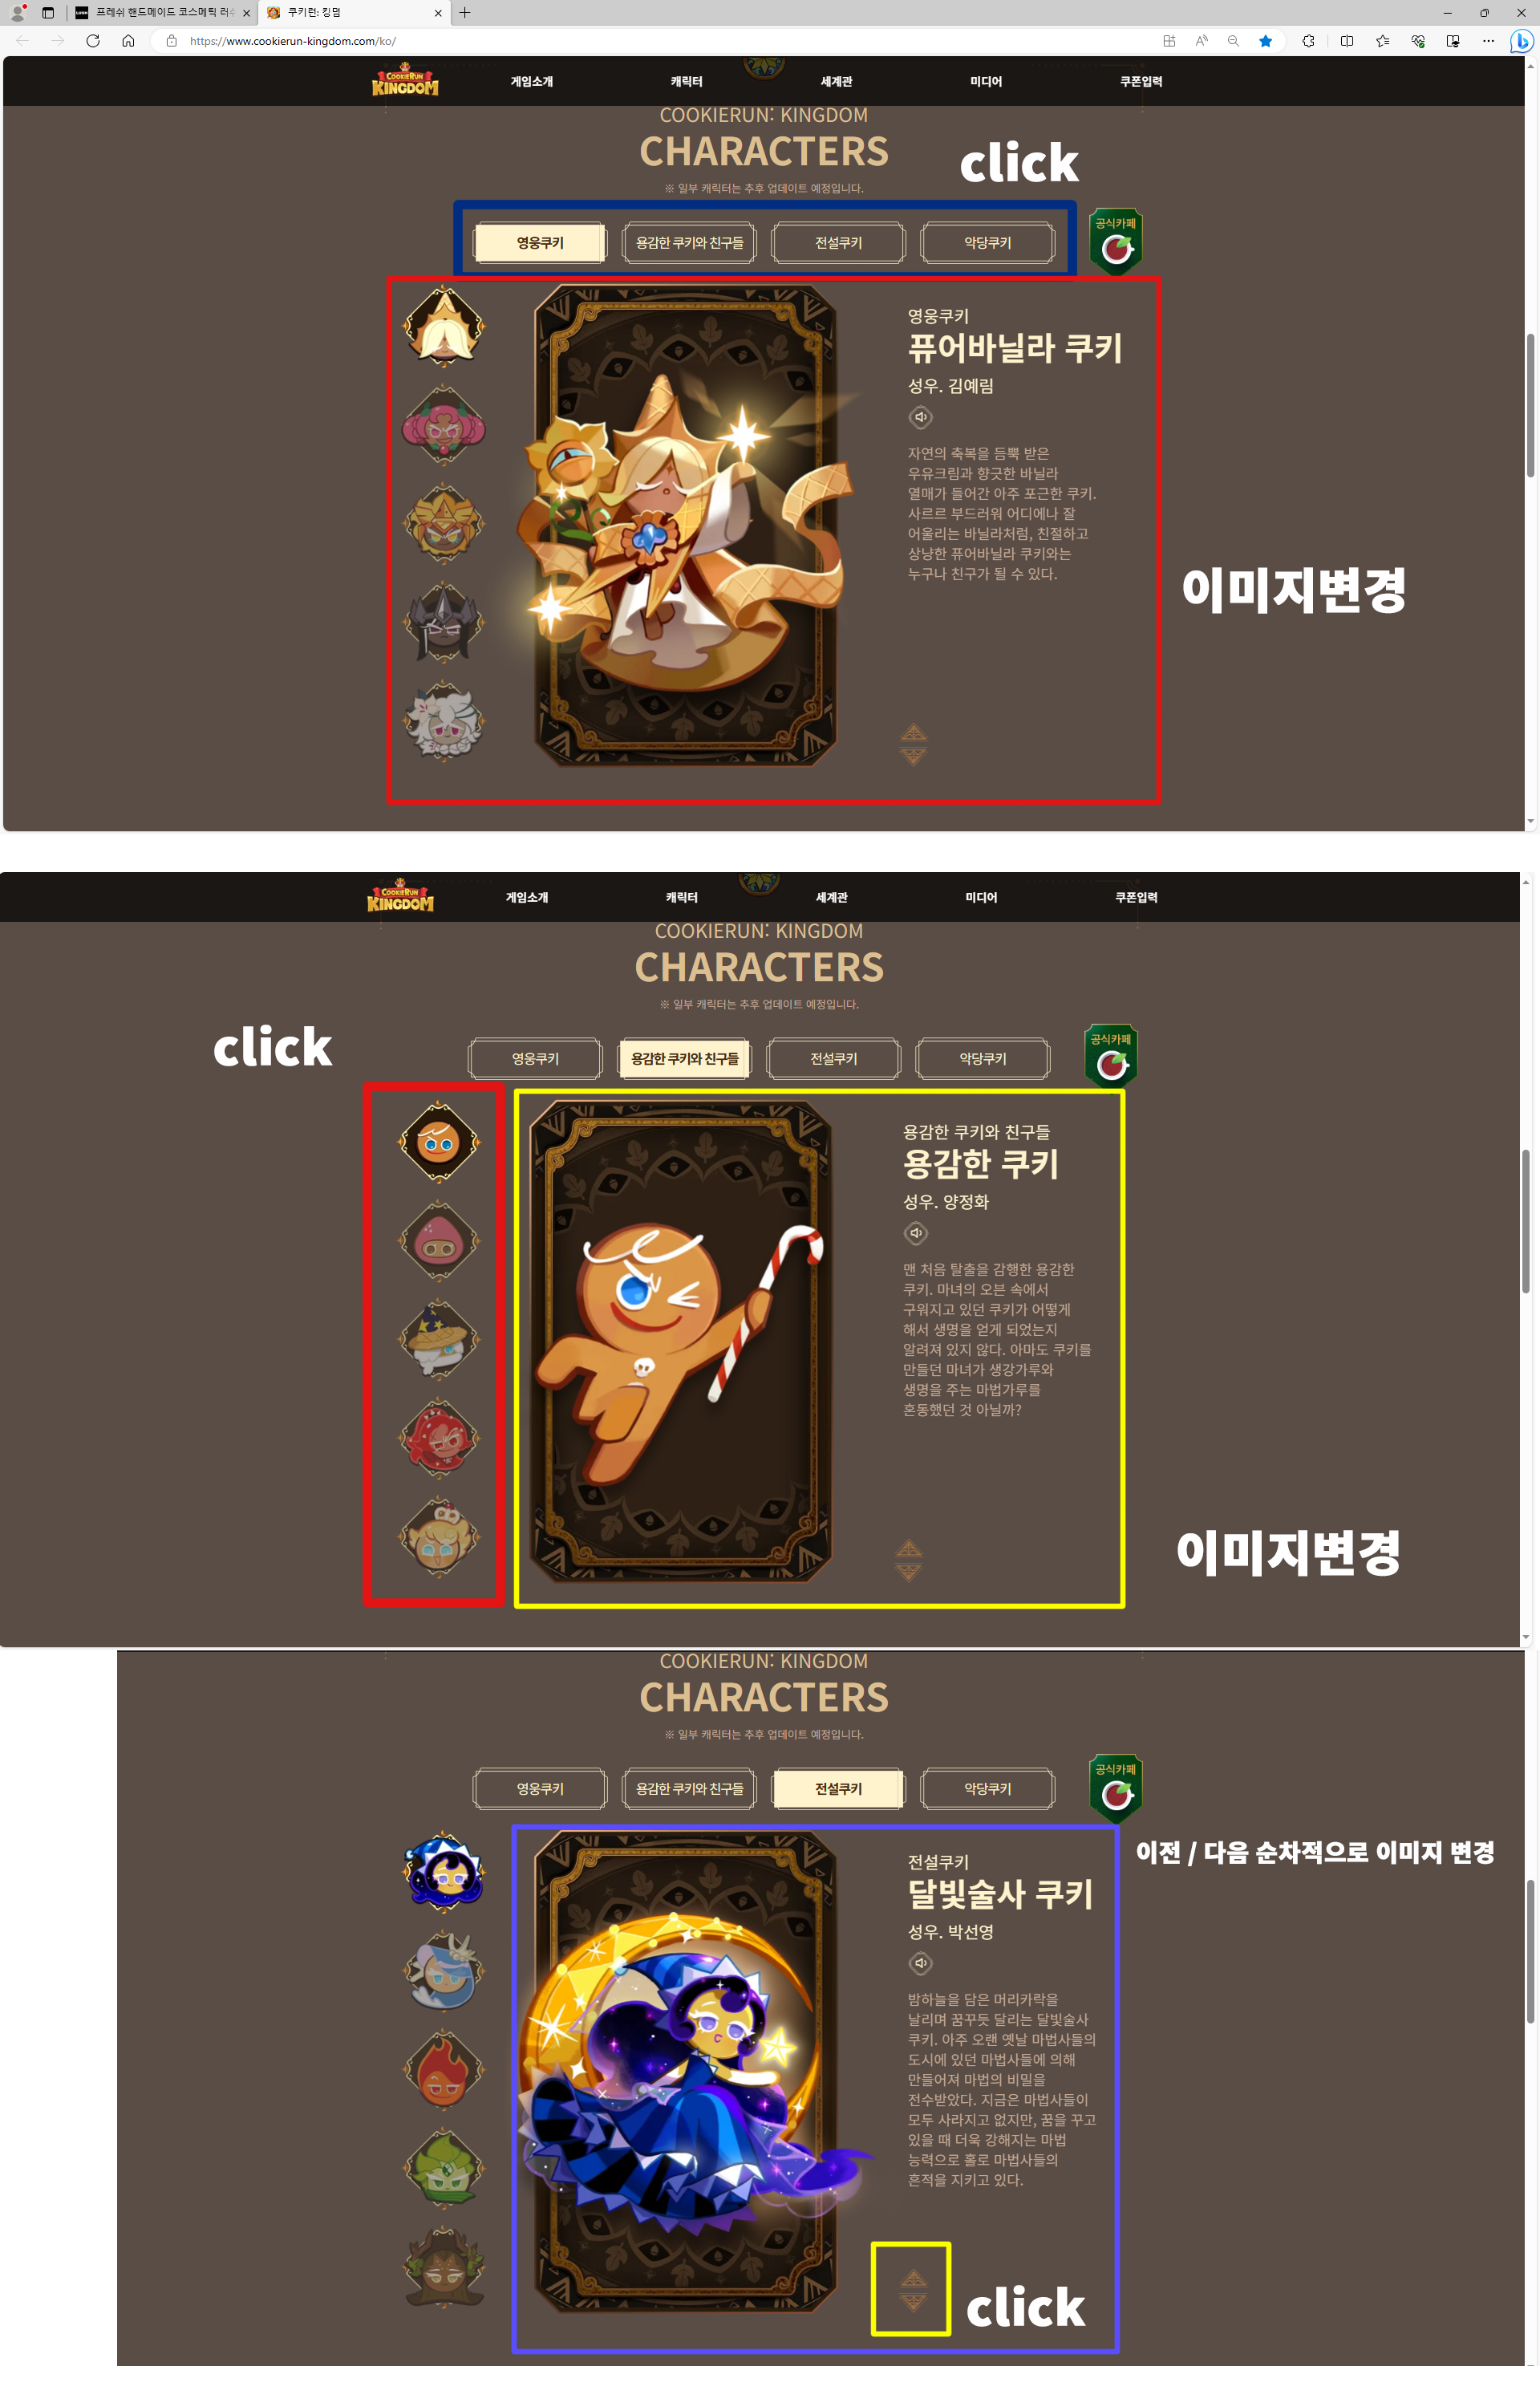 프레쉬 핸드메이드 코스메틱 러쉬
쿠키런: 킹덤
https://www.cookierun-kingdom.com/ko/
COOKIERUN
KINGDOM
게임소개
캐릭터
세계관
미디어
쿠폰입력
COOKIERUN: KINGDOM
CHARACTERS
※ 일부 캐릭터는 추후 업데이트 예정입니다.
click
영웅쿠키
용감한 쿠키와 친구들
전설쿠키
악당쿠키
공식카페
영웅쿠키
퓨어바닐라 쿠키
성우. 김예림
자연의 축복을 듬뿍 받은
우유크림과 향긋한 바닐라
열매가 들어간 아주 포근한 쿠키.
사르르 부드러워 어디에나 잘
어울리는 바닐라처럼, 친절하고
상냥한 퓨어바닐라 쿠키와는
누구나 친구가 될 수 있다.
이미지변경
COOKIERUN
KINGDOM
게임소개
캐릭터
세계관
미디어
쿠폰입력
COOKIERUN: KINGDOM
CHARACTERS
※ 일부 캐릭터는 추후 업데이트 예정입니다.
click
영웅쿠키
용감한 쿠키와 친구들
전설쿠키
악당쿠키
공식카페
용감한 쿠키와 친구들
용감한 쿠키
성우. 양정화
맨 처음 탈출을 감행한 용감한
쿠키. 마녀의 오븐 속에서
구워지고 있던 쿠키가 어떻게
해서 생명을 얻게 되었는지
알려져 있지 않다. 아마도 쿠키를
만들던 마녀가 생강가루와
생명을 주는 마법가루를
혼동했던 것 아닐까?
이미지변경
COOKIERUN: KINGDOM
CHARACTERS
※ 일부 캐릭터는 추후 업데이트 예정입니다.
영웅쿠키
용감한 쿠키와 친구들
전설쿠키
악당쿠키
공식카페
이전 / 다음 순차적으로 이미지 변경
전설쿠키
달빛술사 쿠키
성우. 박선영
밤하늘을 담은 머리카락을
날리며 꿈꾸듯 달리는 달빛술사
쿠키. 아주 오랜 옛날 마법사들의
도시에 있던 마법사들에 의해
만들어져 마법의 비밀을
전수받았다. 지금은 마법사들이
모두 사라지고 없지만, 꿈을 꾸고
있을 때 더욱 강해지는 마법
능력으로 홀로 마법사들의
흔적을 지키고 있다.
click